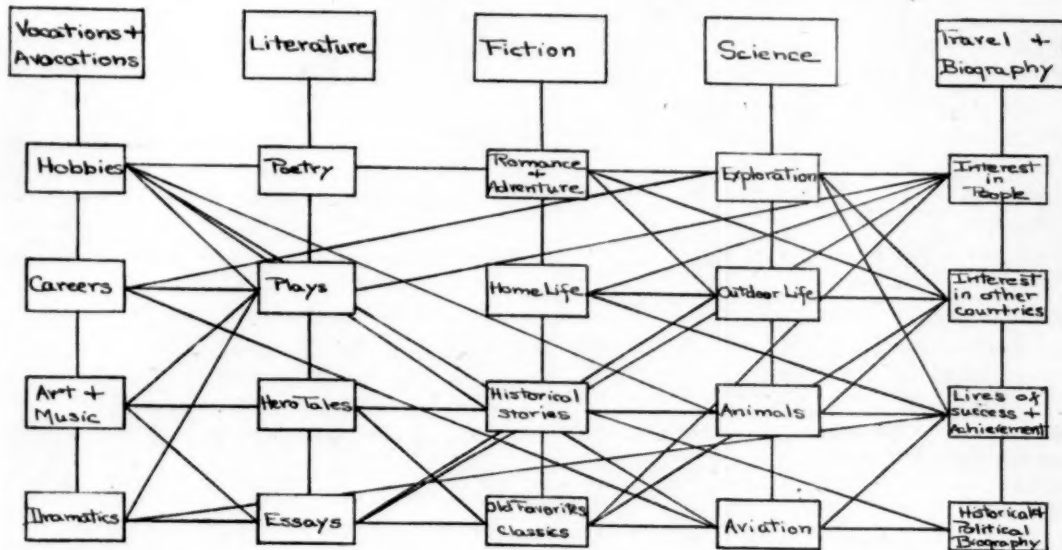 Vocations +
Avocations
Literature
Fiction
Science
Travel +
Biography
Hobbies
Poetry
Romance
+
Adventure
Exploration
Interest
in
People
Careers
Plays
Home Life
Outdoor Life
Interest
in other
countries
Art +
Music
Hero Tales
Historical
stories
Animals
Lives of
success +
Achievement
Dramatics
Essays
Old Favorites
Classics
Aviation
Historical +
Political
Biography